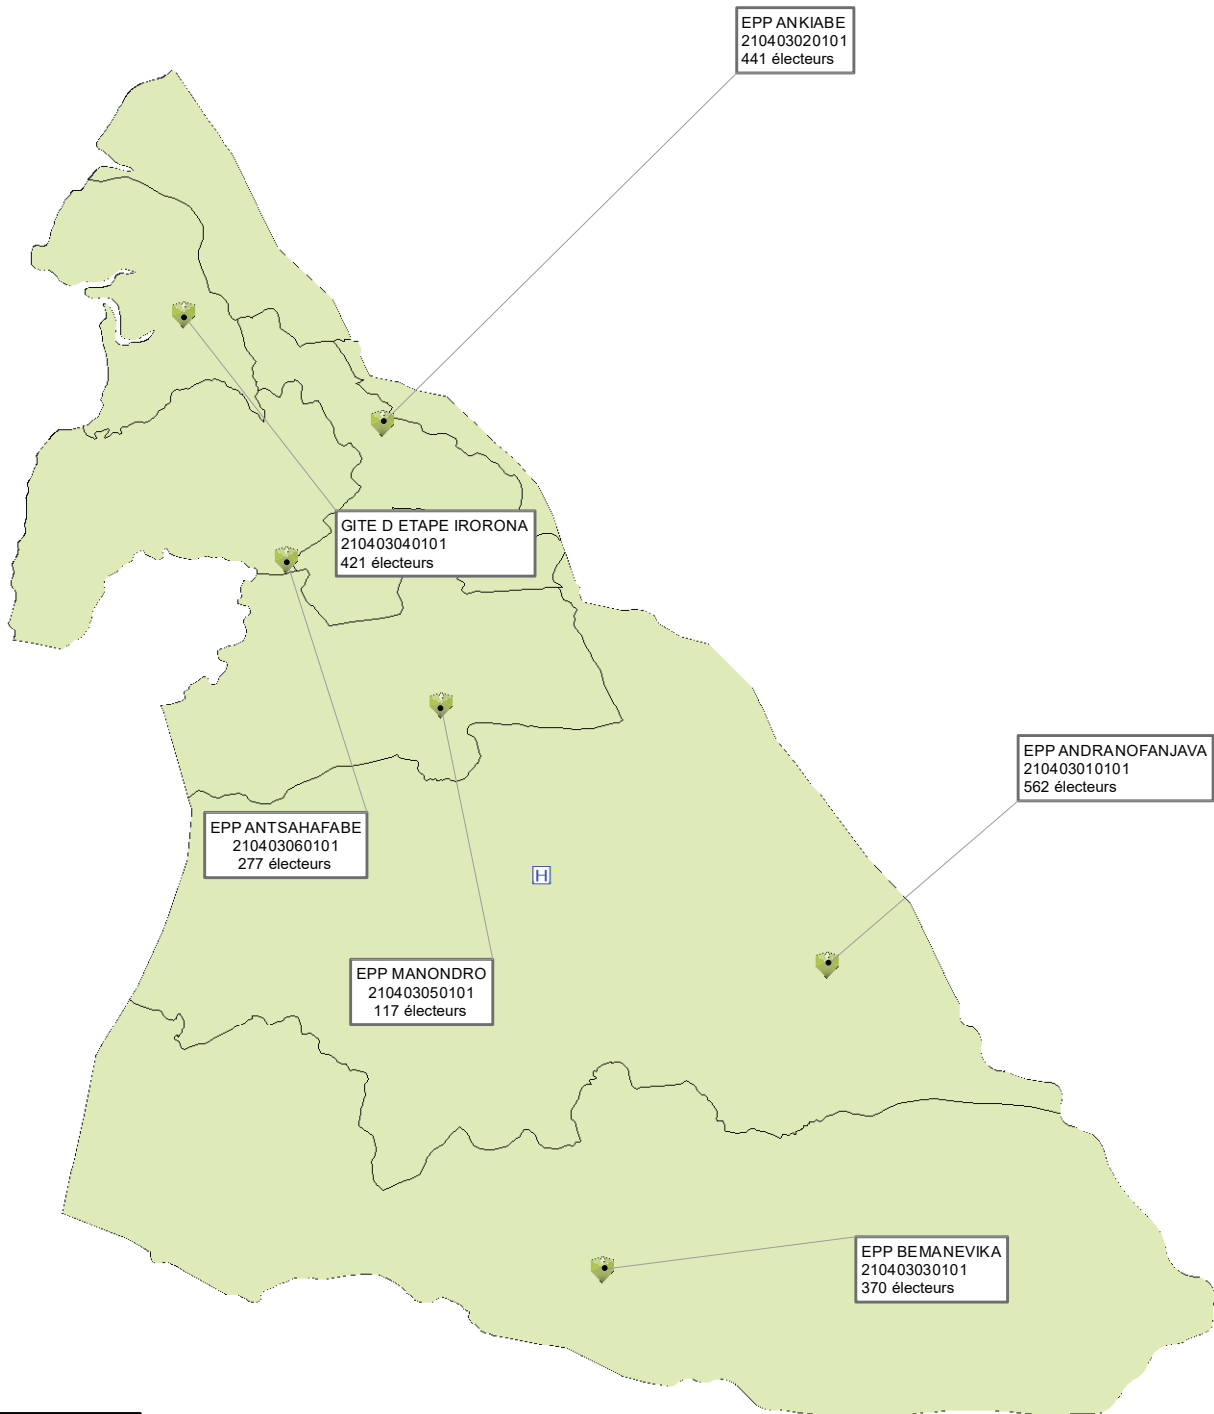 EPP ANKIABE
210403020101
441 électeurs
GITE D ETAPE IRORONA
210403040101
421 électeurs
EPP ANDRANOFANJAVA
210403010101
562 électeurs
EPP ANTSAHAFABE
210403060101
277 électeurs
H
EPP MANONDRO
210403050101
117 électeurs
EPP BEMANEVIKA
210403030101
370 électeurs